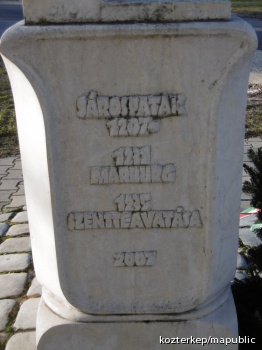 SÁROSPATAK
1207-
1231
MARBURG
1235
SZENTTÉAVATÁSA
2007
kozterkep/mapublic